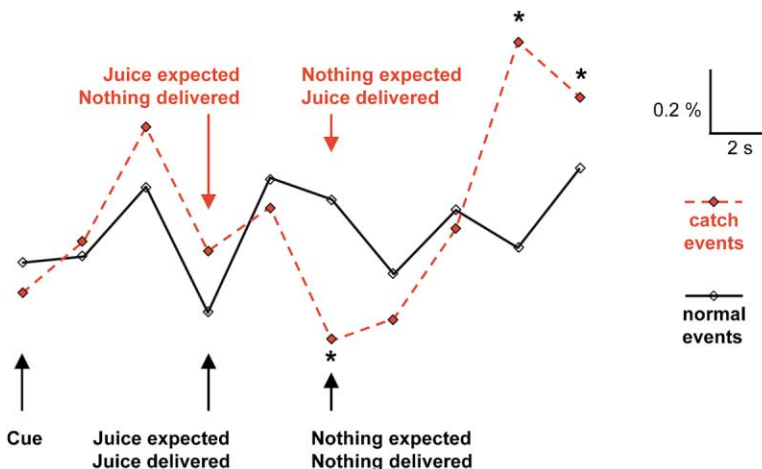 *
Juice expected
Nothing delivered
Nothing expected
Juice delivered
*
0.2 %
2 s
catch
events
normal
events
*
Cue
Juice expected
Juice delivered
Nothing expected
Nothing delivered